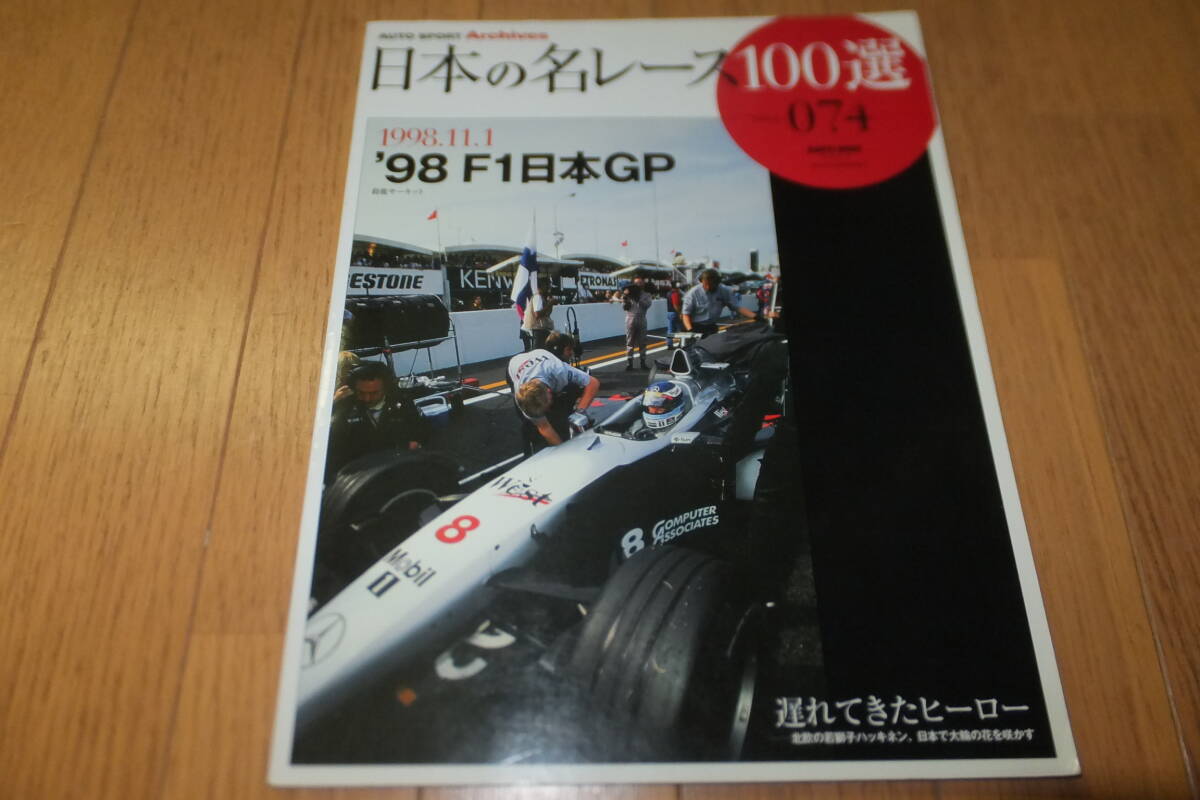 AUTO SPORT Archives
日本の名レース100選
074
1998.11.1
'98 F1日本GP
鈴鹿サーキット
ESTONE
KENW
PETRONAS
West
8
Mobil
1
8 COMPUTER ASSOCIATES
遅れてきたヒーロー
北欧の若獅子ハッキネン、日本で大輪の花を咲かす